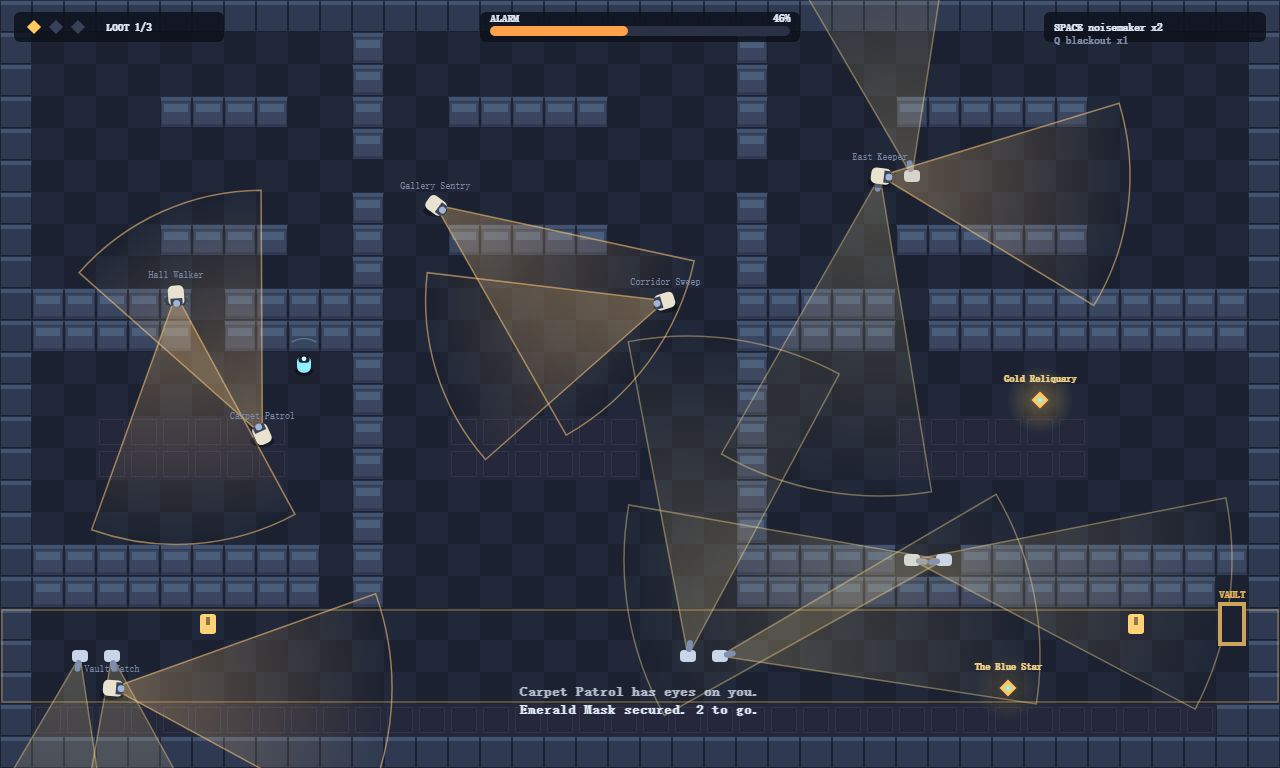 LOOT 1/3
ALARM 46%
SPACE noisemaker x2
Q blackout x1
East Keeper
Gallery Sentry
Hall Walker
Corridor Sweep
Gold Reliquary
Carpet Patrol
VAULT
Vault Watch
The Blue Star
Carpet Patrol has eyes on you.
Emerald Mask secured. 2 to go.